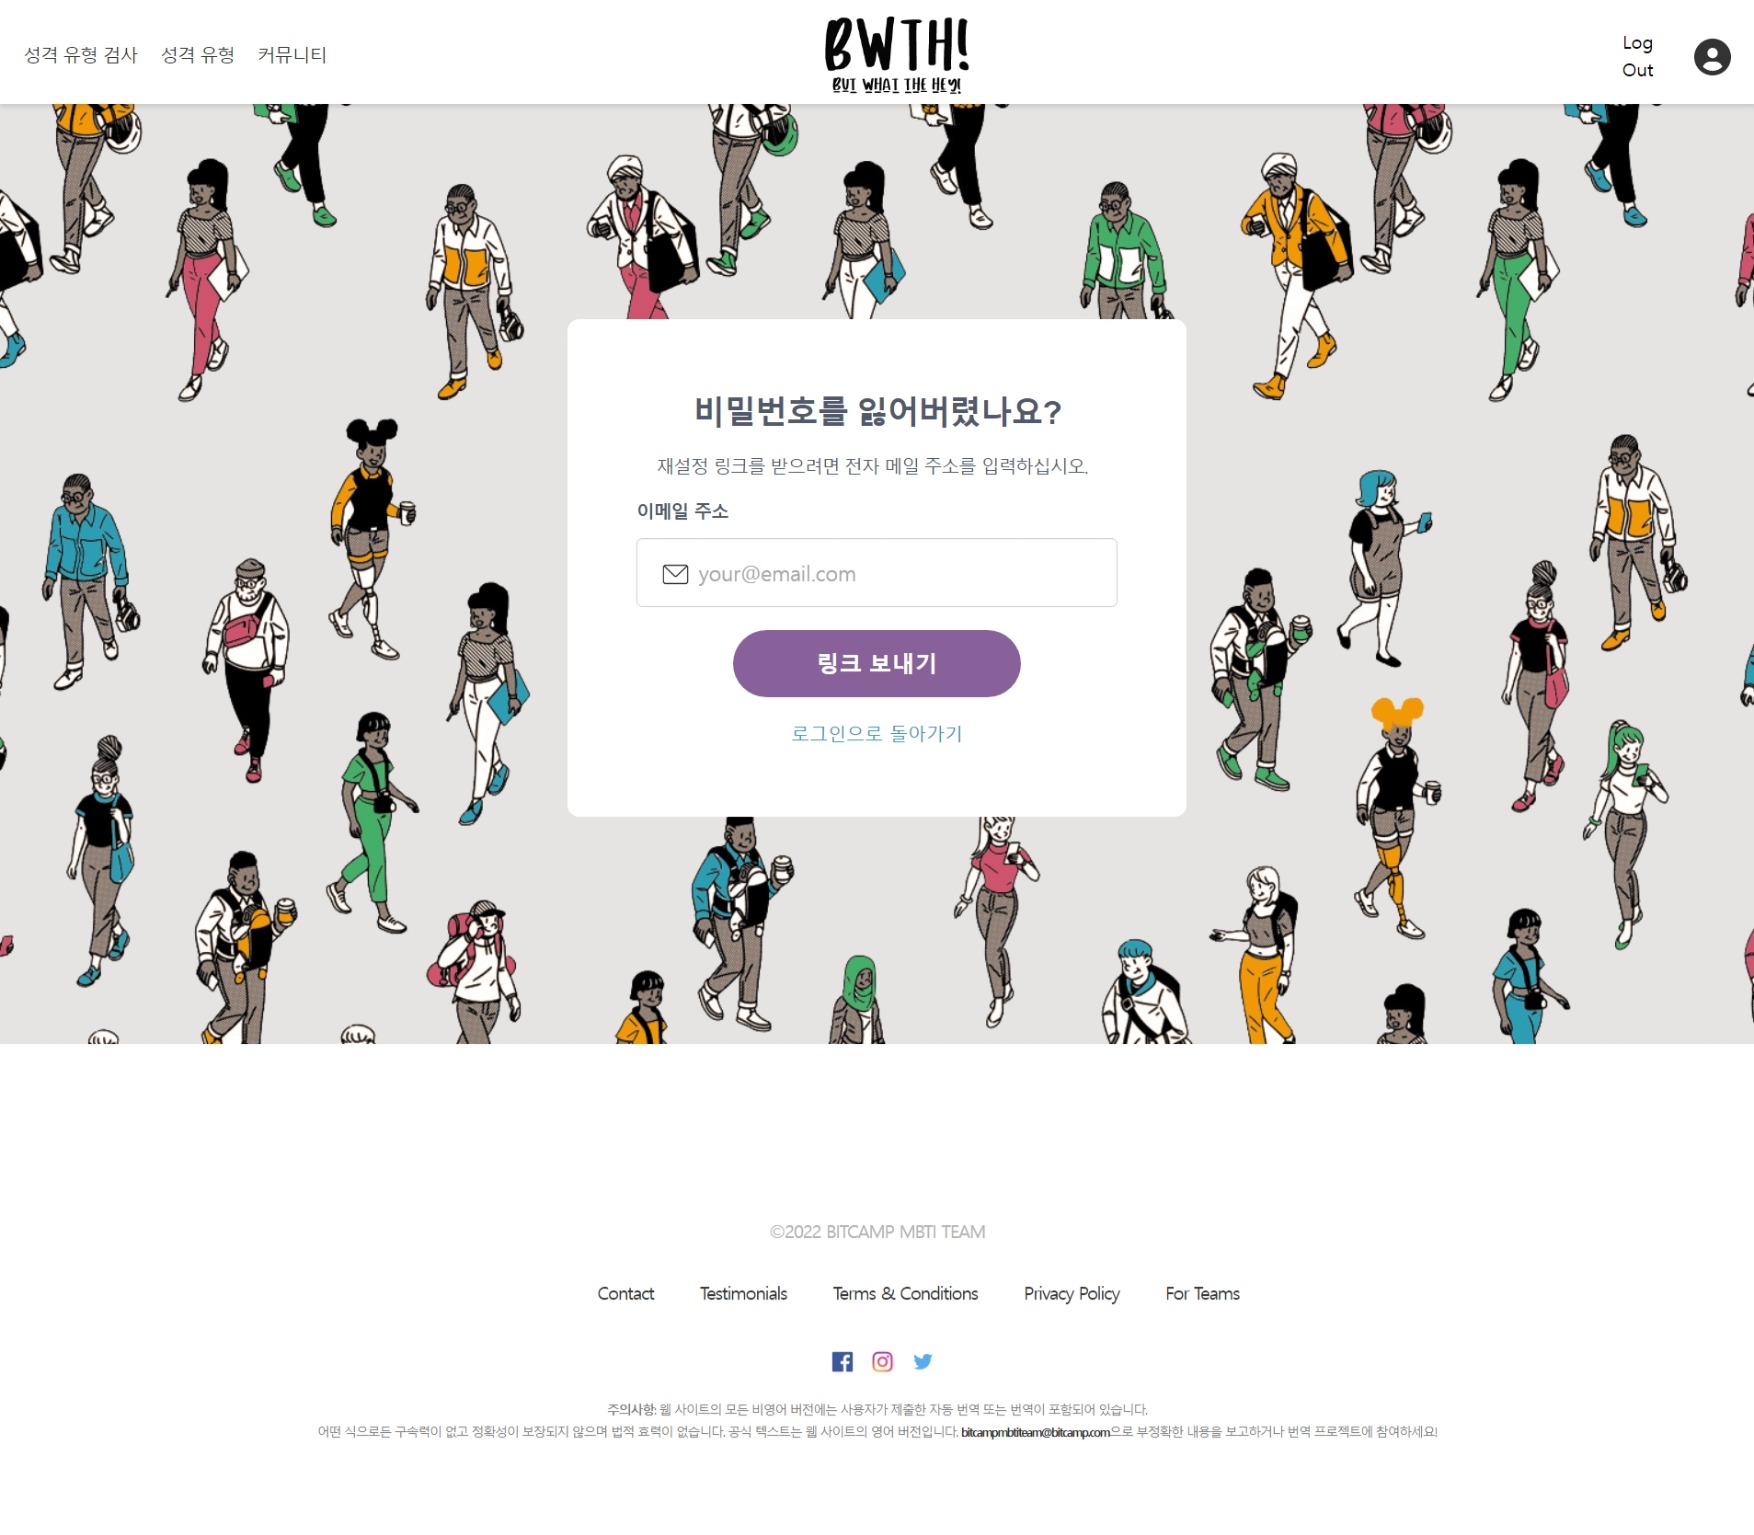 성격 유형 검사 성격 유형 커뮤니티
BWTH!
BUT WHAT THE HEY!
Log
Out
비밀번호를 잃어버렸나요?
재설정 링크를 받으려면 전자 메일 주소를 입력하십시오.
이메일 주소
your@email.com
링크 보내기
로그인으로 돌아가기
©2022 BITCAMP MBTI TEAM
Contact Testimonials Terms & Conditions Privacy Policy For Teams
주의사항: 웹 사이트의 모든 비영어 버전에는 사용자가 제출한 자동 번역 또는 번역이 포함되어 있습니다.
어떤 식으로든 구속력이 없고 정확성이 보장되지 않으며 법적 효력이 없습니다. 공식 텍스트는 웹 사이트의 영어 버전입니다. bitcampmbtiteam@bitcamp.com으로 부정확한 내용을 보고하거나 번역 프로젝트에 참여하세요!